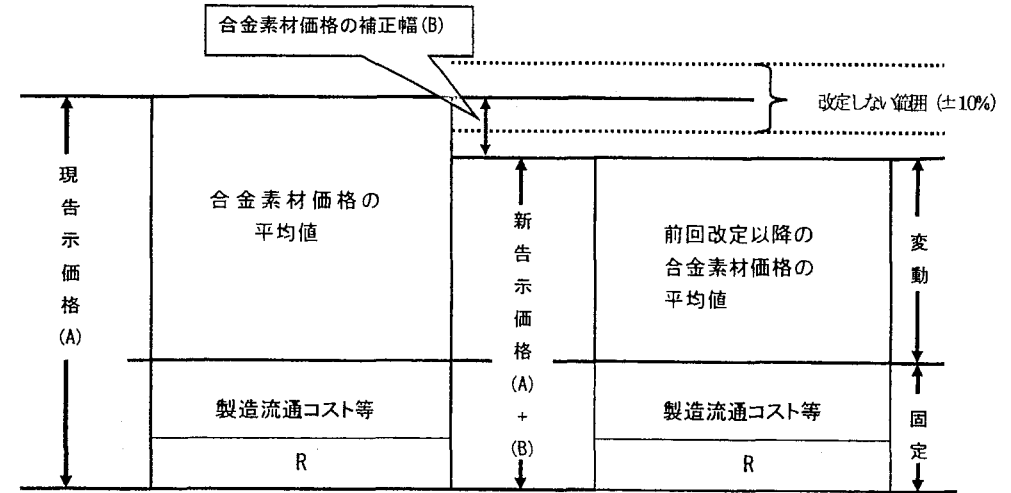 合金素材価格の補正幅(B)
改定しない範囲(±10%)
現告示価格(A)
合金素材価格の
平均値
新告示価格(A)+(B)
前回改定以降の
合金素材価格の
平均値
変動
製造流通コスト等
製造流通コスト等
固定
R
R